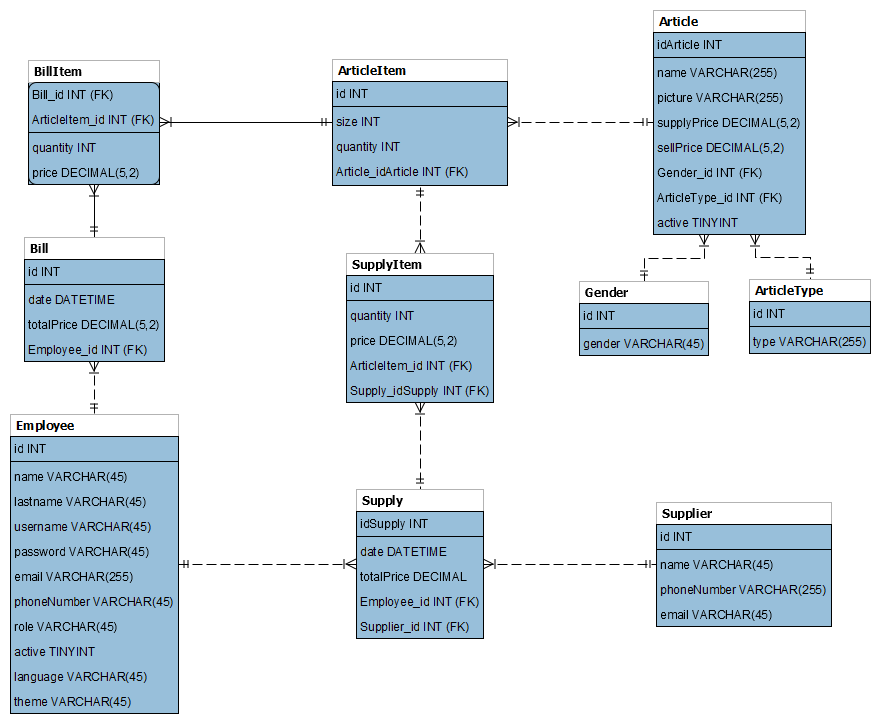 Article
idArticle INT
name VARCHAR(255)
picture VARCHAR(255)
supplyPrice DECIMAL(5,2)
sellPrice DECIMAL(5,2)
Gender_id INT (FK)
ArticleType_id INT (FK)
active TINYINT
BillItem
Bill_id INT (FK)
ArticleItem_id INT (FK)
quantity INT
price DECIMAL(5,2)
ArticleItem
id INT
size INT
quantity INT
Article_idArticle INT (FK)
Bill
id INT
date DATETIME
totalPrice DECIMAL(5,2)
Employee_id INT (FK)
SupplyItem
id INT
quantity INT
price DECIMAL(5,2)
ArticleItem_id INT (FK)
Supply_idSupply INT (FK)
Gender
id INT
gender VARCHAR(45)
ArticleType
id INT
type VARCHAR(255)
Employee
id INT
name VARCHAR(45)
lastname VARCHAR(45)
username VARCHAR(45)
password VARCHAR(45)
email VARCHAR(255)
phoneNumber VARCHAR(45)
role VARCHAR(45)
active TINYINT
language VARCHAR(45)
theme VARCHAR(45)
Supply
idSupply INT
date DATETIME
totalPrice DECIMAL
Employee_id INT (FK)
Supplier_id INT (FK)
Supplier
id INT
name VARCHAR(45)
phoneNumber VARCHAR(255)
email VARCHAR(45)